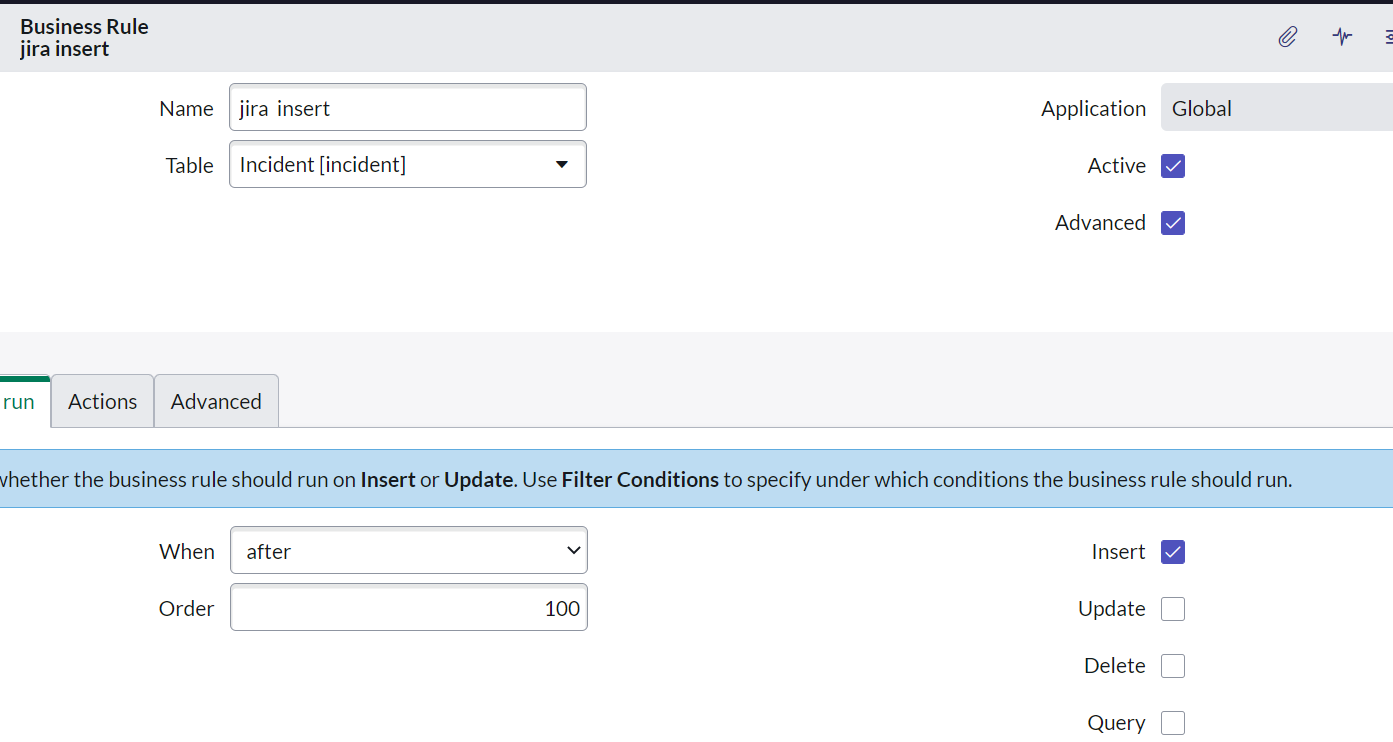 Business Rule
jira insert
Name jira  insert
Application Global
Table Incident [incident]
Active
Advanced
run Actions Advanced
whether the business rule should run on Insert or Update. Use Filter Conditions to specify under which conditions the business rule should run.
When after
Insert
Order 100
Update
Delete
Query